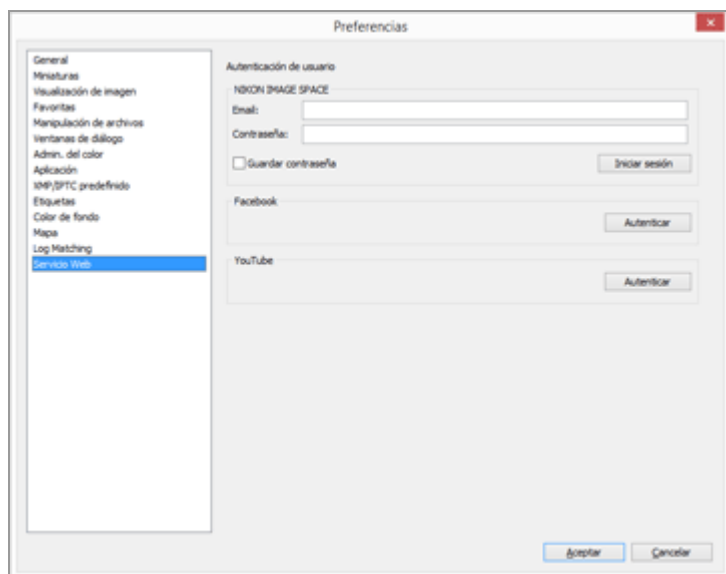 Preferencias
General
Miniaturas
Visualización de imagen
Favoritas
Manipulación de archivos
Ventanas de diálogo
Admin. del color
Aplicación
XMP/IPTC predefinido
Etiquetas
Color de fondo
Mapa
Log Matching
Servicio Web
Autenticación de usuario
NIKON IMAGE SPACE
Email:
Contraseña:
Guardar contraseña
Iniciar sesión
Facebook
Autenticar
YouTube
Autenticar
Aceptar
Cancelar